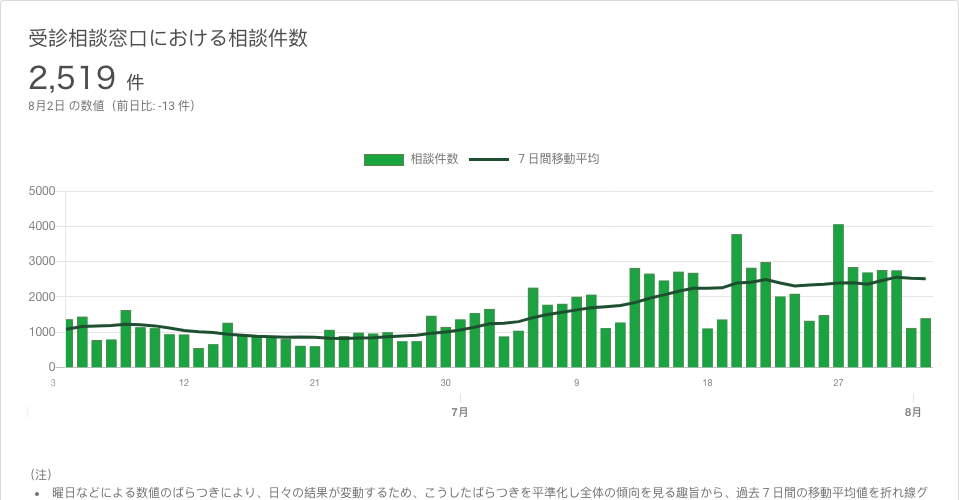 受診相談窓口における相談件数
2,519 件
8月2日 の数値（前日比: -13 件）
相談件数 7 日間移動平均
5000
4000
3000
2000
1000
0
3 12 21 30 9 18 27
7月 8月
（注）
• 曜日などによる数値のばらつきにより、日々の結果が変動するため、こうしたばらつきを平準化し全体の傾向を見る趣旨から、過去７日間の移動平均値を折れ線グ